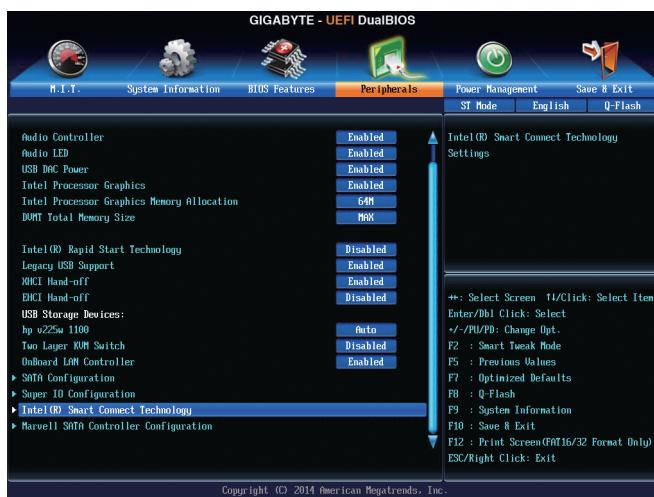 GIGABYTE - UEFI DualBIOS
M.I.T.
System Information
BIOS Features
Peripherals
Power Management
Save & Exit
ST Mode
English
Q-Flash
Audio Controller Enabled
Audio LED Enabled
USB DAC Power Enabled
Intel Processor Graphics Enabled
Intel Processor Graphics Memory Allocation 64M
DVMT Total Memory Size MAX
Intel(R) Rapid Start Technology Disabled
Legacy USB Support Enabled
XHCI Hand-off Enabled
EHCI Hand-off Disabled
USB Storage Devices:
hp v225w 1100 Auto
Two Layer KVM Switch Disabled
OnBoard LAN Controller Enabled
SATA Configuration
Super IO Configuration
Intel(R) Smart Connect Technology
Marvell SATA Controller Configuration
Intel(R) Smart Connect Technology
Settings
↔: Select Screen ↑↓/Click: Select Item
Enter/Dbl Click: Select
+/-/PU/PD: Change Opt.
F2 : Smart Tweak Mode
F5 : Previous Values
F7 : Optimized Defaults
F8 : Q-Flash
F9 : System Information
F10 : Save & Exit
F12 : Print Screen(FAT16/32 Format Only)
ESC/Right Click: Exit
Copyright (C) 2014 American Megatrends, Inc.